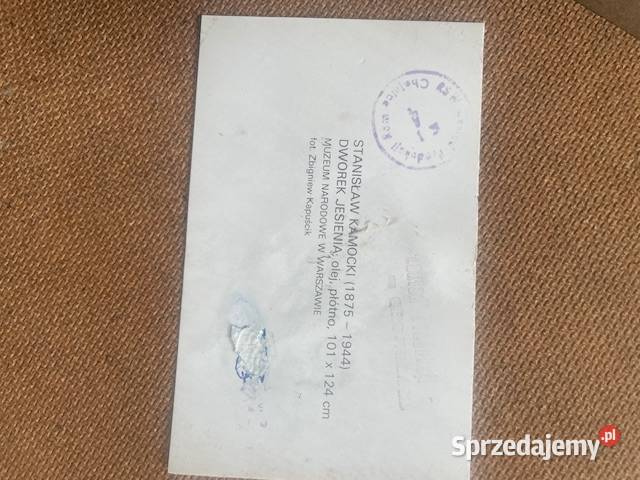 STANISŁAW KAMOCKI (1875 – 1944)
DWOREK JESIENIĄ; olej, płótno, 101 x 124 cm
MUZEUM NARODOWE W WARSZAWIE
fot. Zbigniew Kapuścik
Sprzedajemy.pl